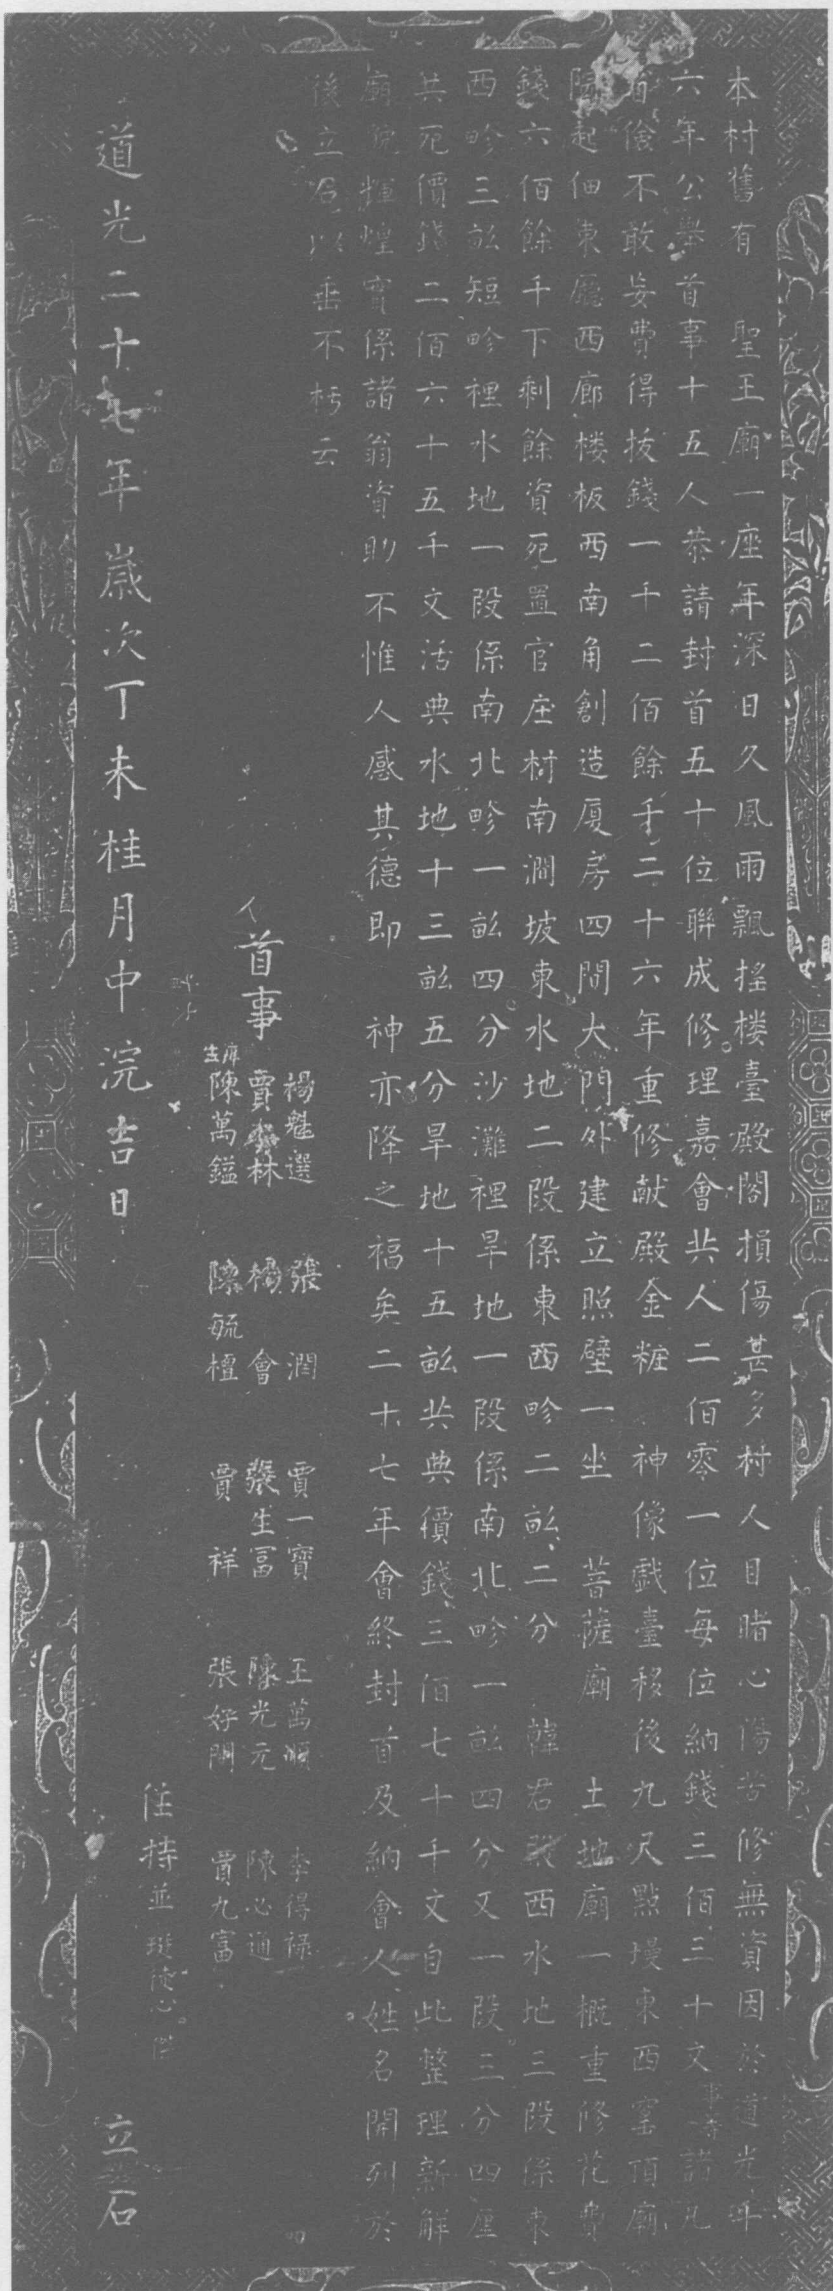 本村舊有 聖王廟一座年深日久風雨飄搖楼臺殿閣損傷甚多村人目睹心傷苦修無資因於道光十
六年公舉首事十五人恭請封首五十位聯成修理嘉會共人二佰零一位每位納錢三佰三十文事諸凡
省儉不敢妄費得拔錢一千二佰餘千二十六年重修献殿金粧 神像戲臺移後九尺點墁東西窑頂廟
院起佃東廳西廊楼板西南角創造厦房四間大門外建立照壁一坐 菩薩廟 土地廟一概重修花費
錢六佰餘千下剩餘資死置官庄村南澗坡東水地二段係東西畛二畝二分 韓君殿西水地三段係東
西畛三畝短畛裡水地一段係南北畛一畝四分沙灘裡旱地一段係南北畛一畝四分又一段三分四厘
共死價錢二佰六十五千文活典水地十三畝五分旱地十五畝共典價錢三佰七十千文自此整理新鮮
廟貌輝煌實係諸翁資助不惟人感其德即 神亦降之福矣二十七年會終封首及納會人姓名開列於
後立石以垂不朽云
首事
楊魁選 張潤 賈一寶 王萬順 李得祿
賈林 楊會 張生富 陳光元 陳必通
庠生陳萬鎰 陳毓檀 賈祥 張好問 賈九富
住持並 徒心
立石
道光二十七年歲次丁未桂月中浣吉日